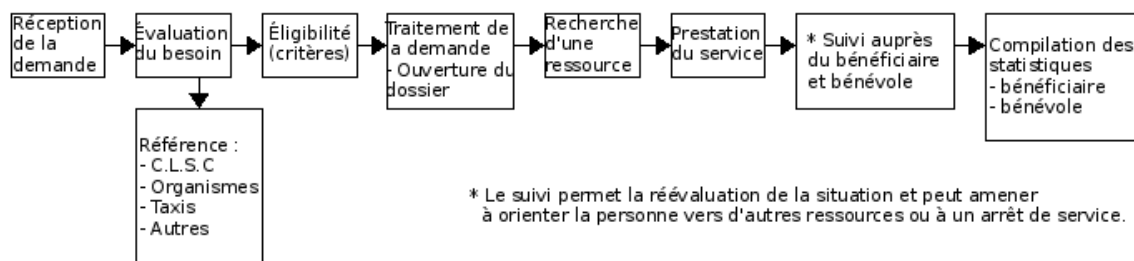 Réception
de la
demande
Évaluation
du besoin
Éligibilité
(critères)
Traitement de
la demande
- Ouverture du
dossier
Recherche
d'une
ressource
Prestation
du service
* Suivi auprès
du bénéficiaire
et bénévole
Compilation des
statistiques
- bénéficiaire
- bénévole
Référence :
- C.L.S.C
- Organismes
- Taxis
- Autres
* Le suivi permet la réévaluation de la situation et peut amener
à orienter la personne vers d'autres ressources ou à un arrêt de service.